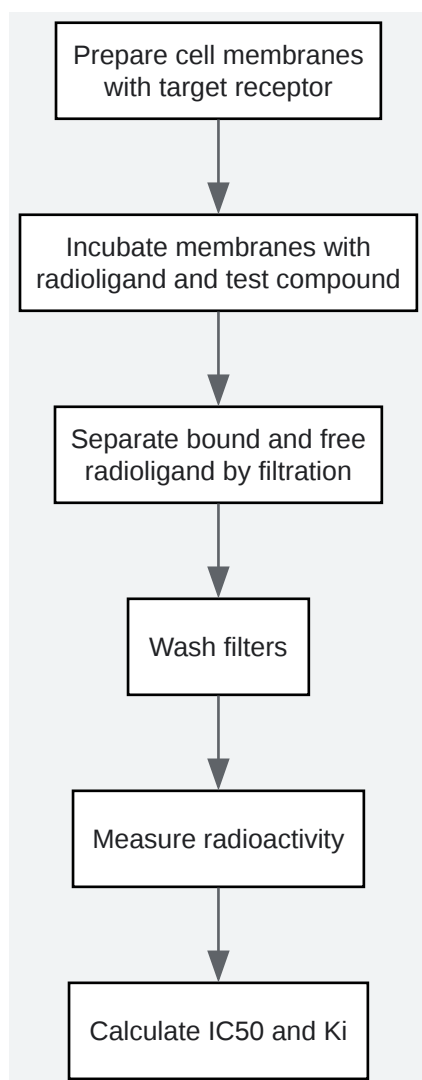 Prepare cell membranes
with target receptor
Incubate membranes with
radioligand and test compound
Separate bound and free
radioligand by filtration
Wash filters
Measure radioactivity
Calculate IC50 and Ki